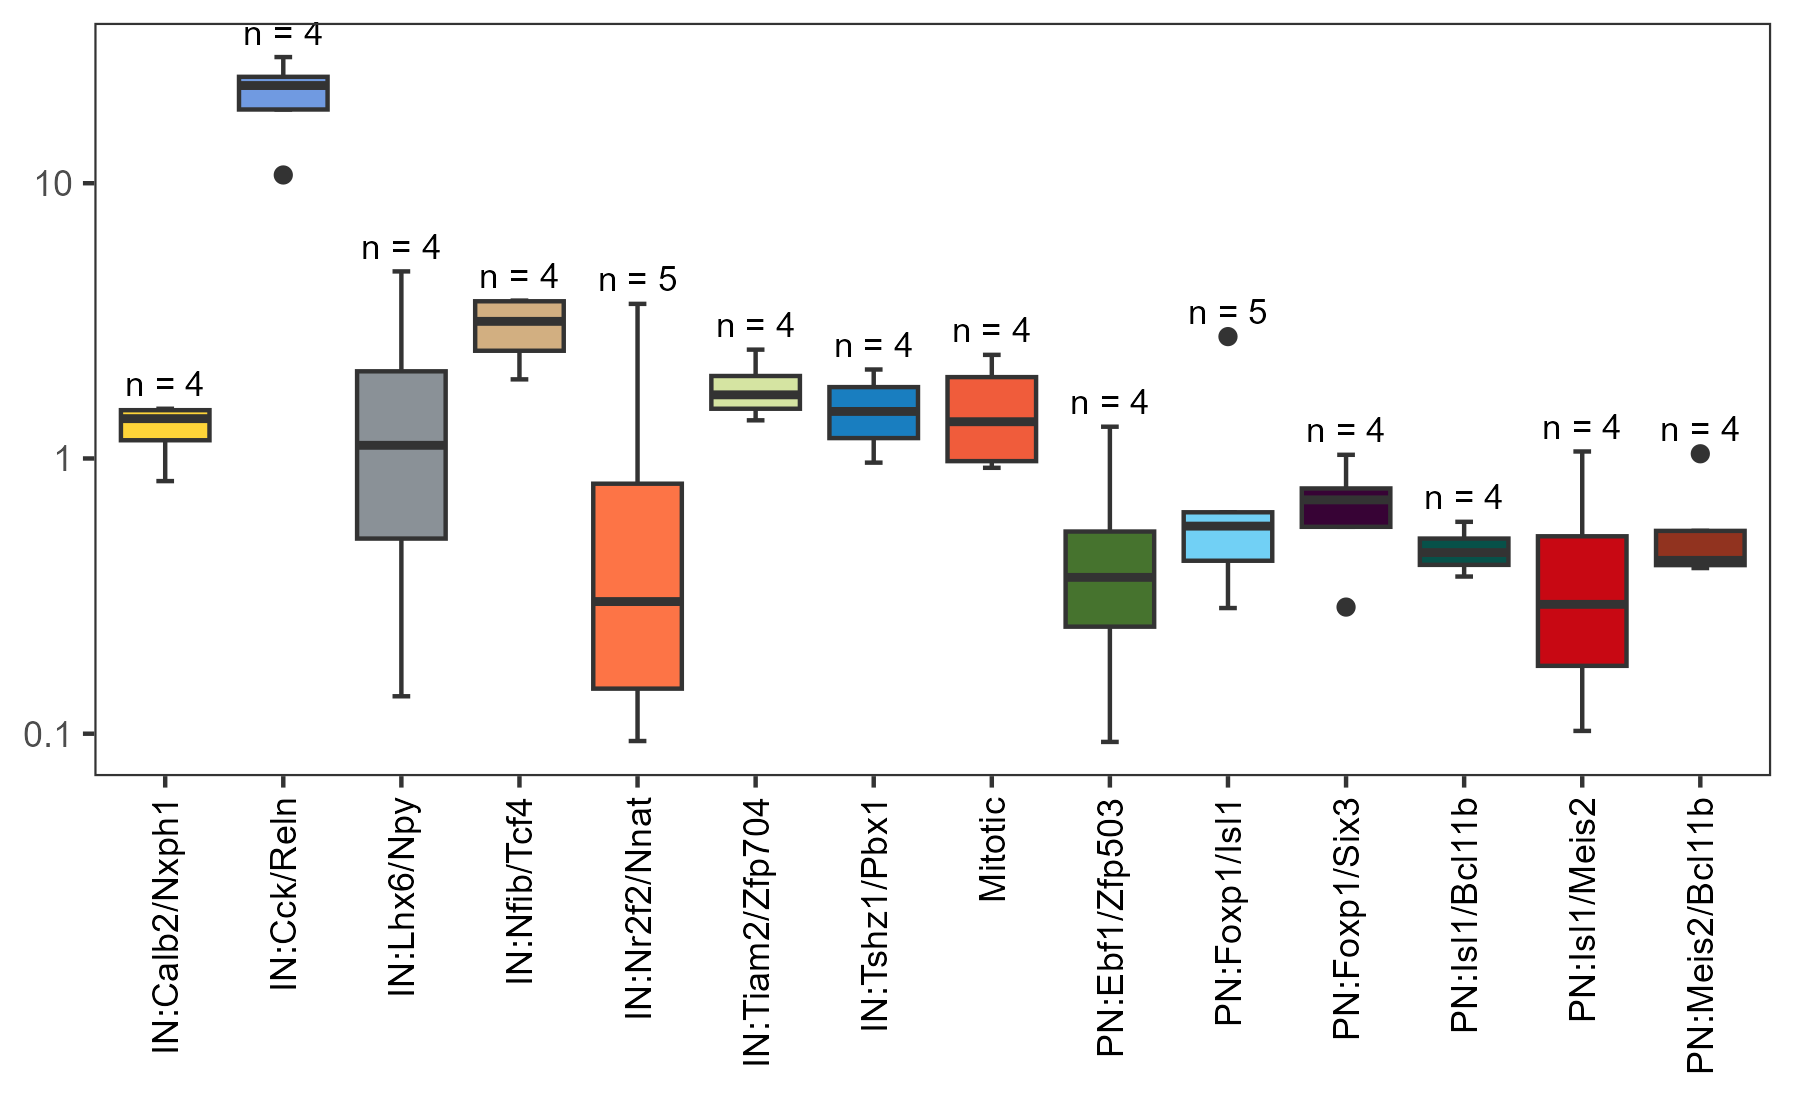 n = 4
n = 4
n = 4
n = 4
n = 5
n = 4
n = 4
n = 4
n = 4
n = 5
n = 4
n = 4
n = 4
n = 4
10
1
0.1
IN:Calb2/Nxph1
IN:Cck/Reln
IN:Lhx6/Npy
IN:Nfib/Tcf4
IN:Nr2f2/Nnat
IN:Tiam2/Zfp704
IN:Tshz1/Pbx1
Mitotic
PN:Ebf1/Zfp503
PN:Foxp1/Isl1
PN:Foxp1/Six3
PN:Isl1/Bcl11b
PN:Isl1/Meis2
PN:Meis2/Bcl11b